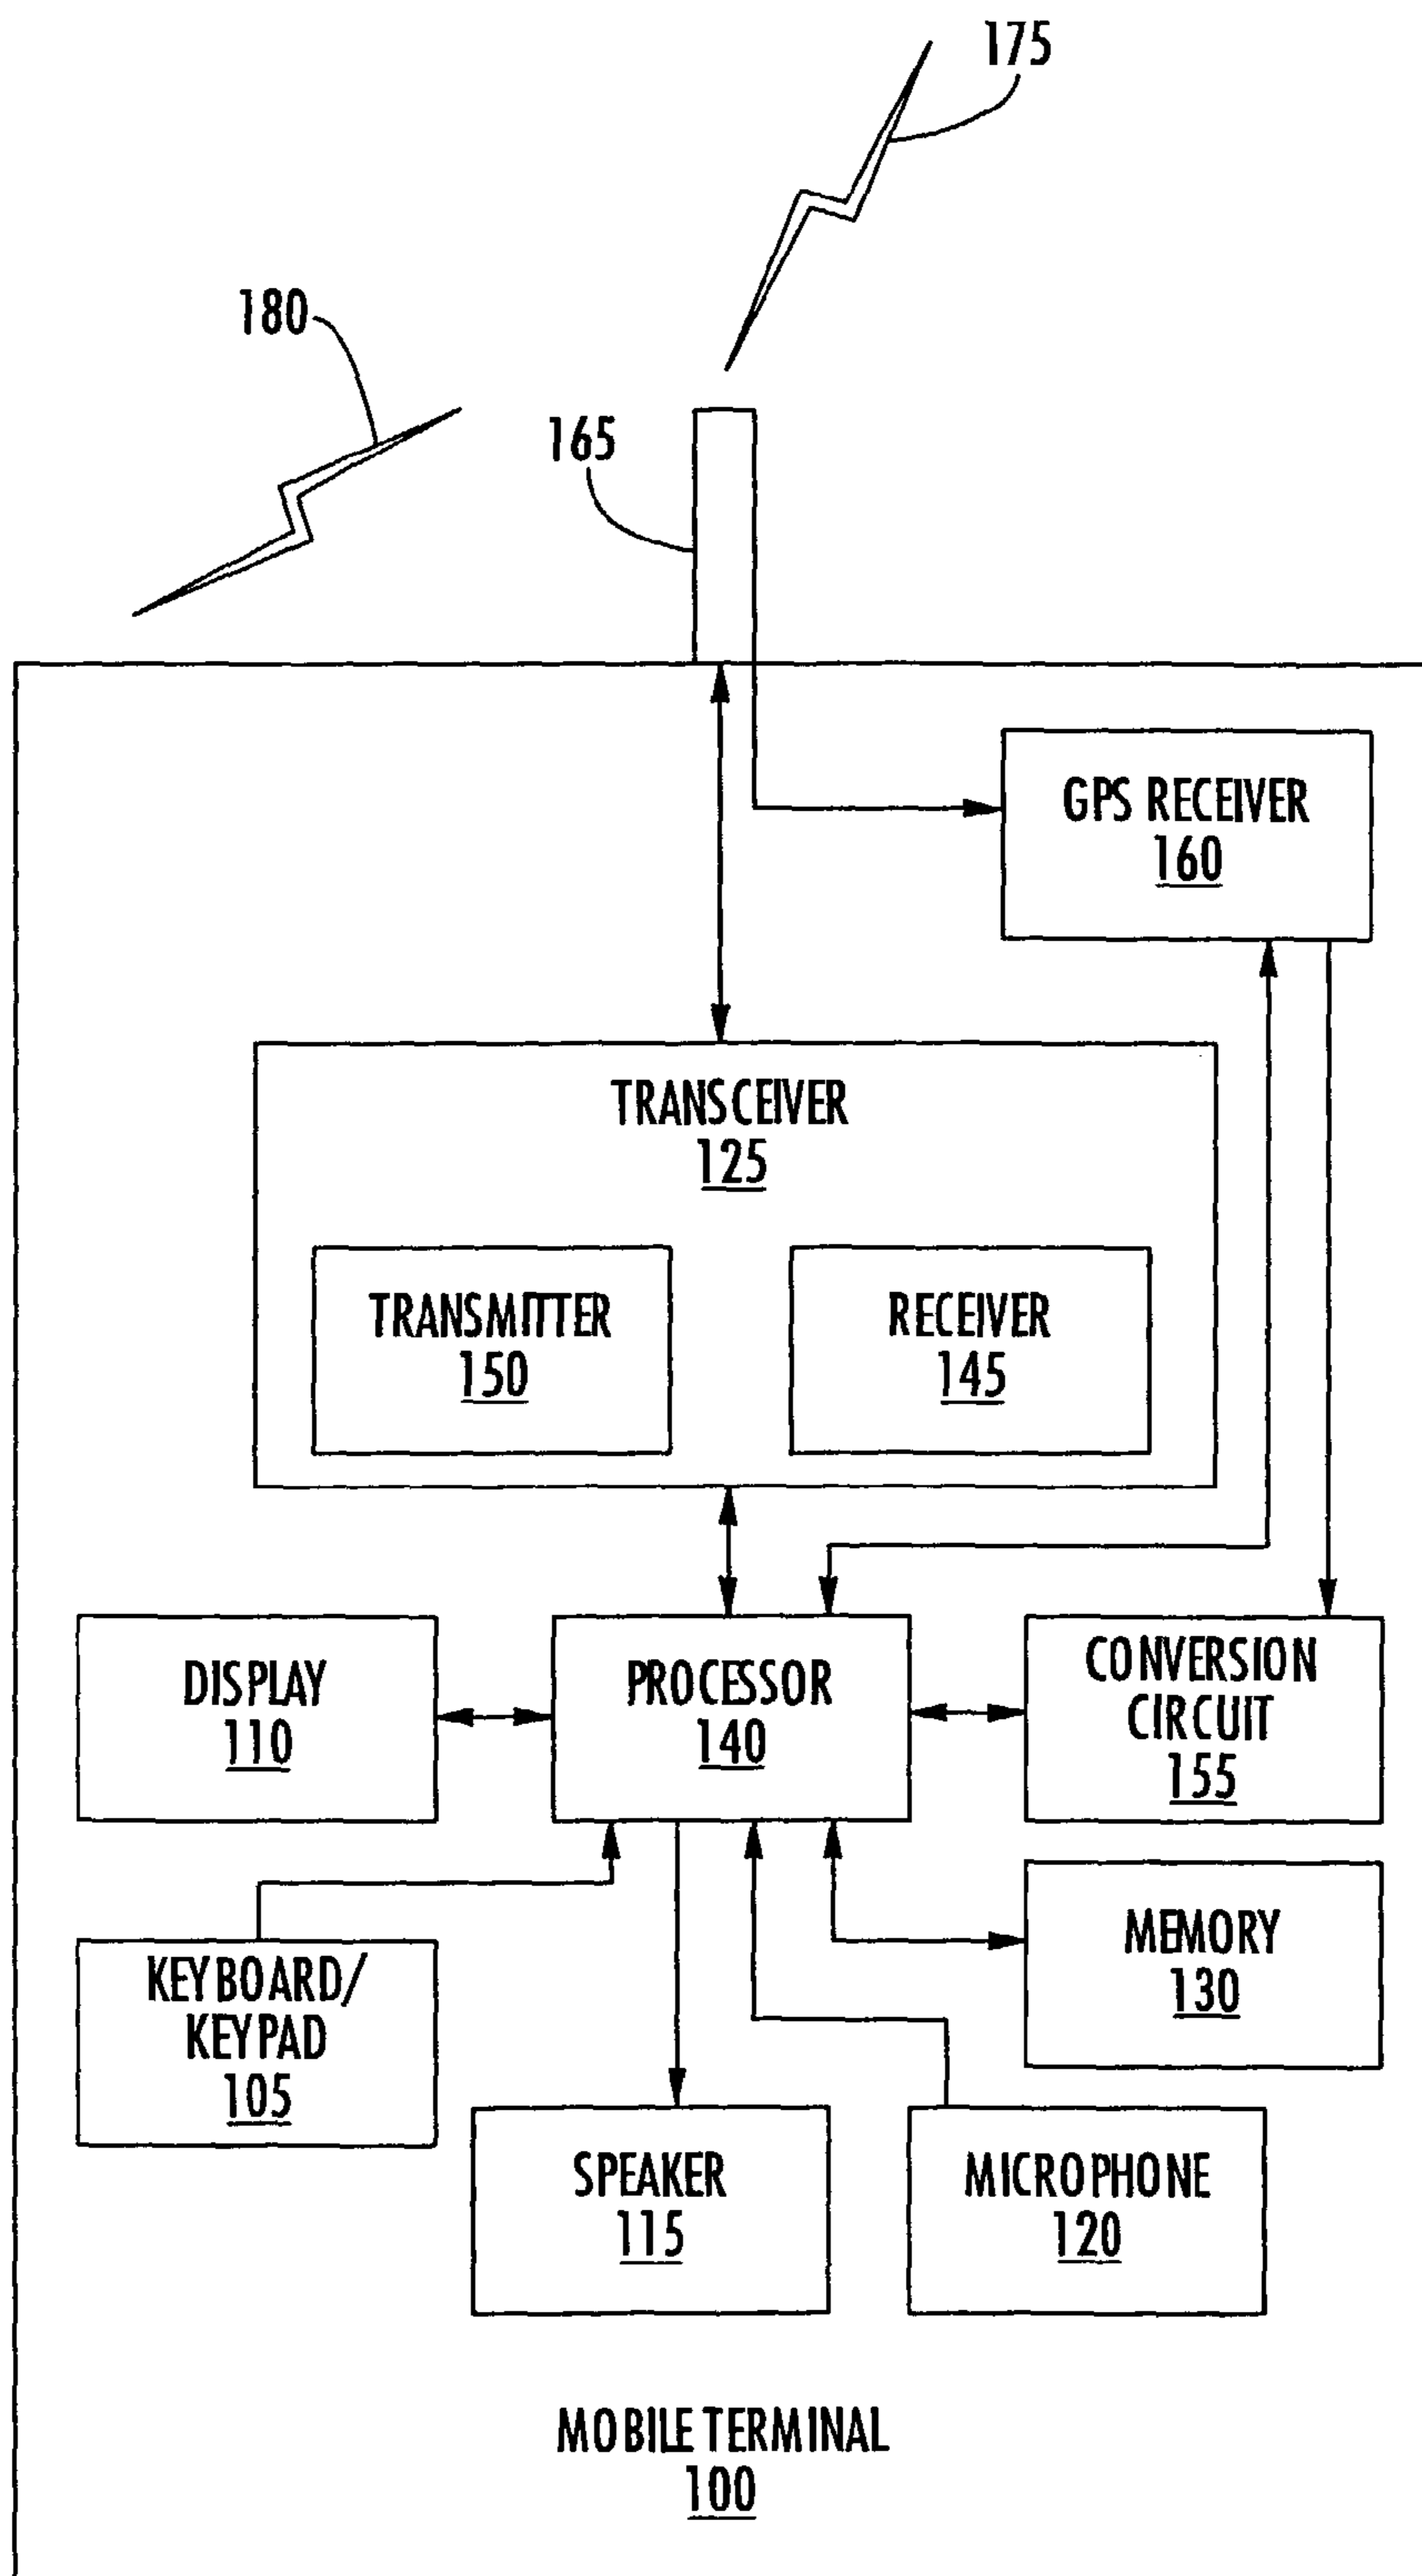 175
180
165
GPS RECEIVER
160
TRANSCEIVER
125
TRANSMITTER
150
RECEIVER
145
DISPLAY
110
PROCESSOR
140
CONVERSION
CIRCUIT
155
KEYBOARD/
KEYPAD
105
MEMORY
130
SPEAKER
115
MICROPHONE
120
MOBILE TERMINAL
100